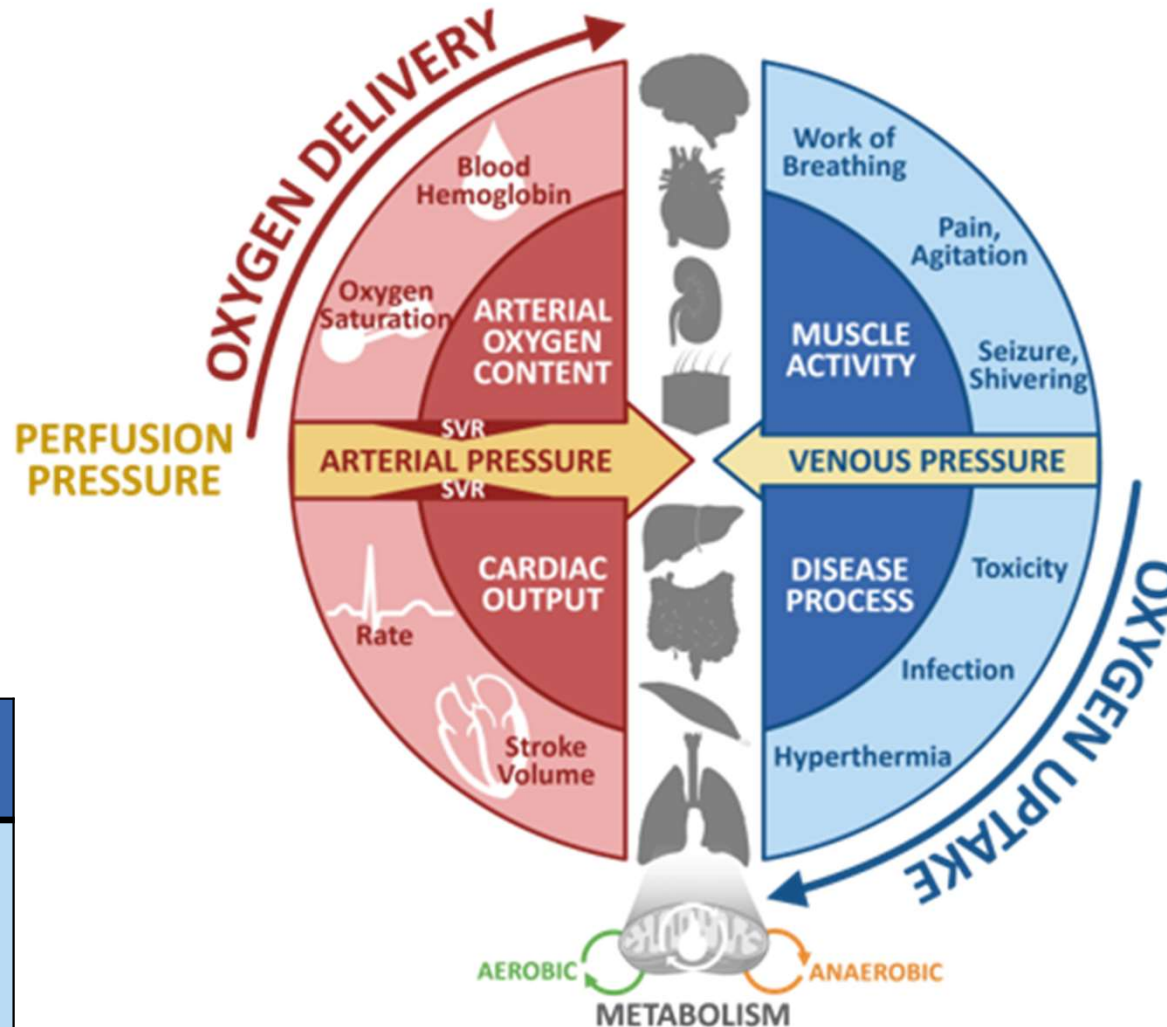 OXYGEN DELIVERY
Blood
Hemoglobin
Oxygen
Saturation
ARTERIAL
OXYGEN
CONTENT
PERFUSION
PRESSURE
SVR
ARTERIAL PRESSURE
SVR
CARDIAC
OUTPUT
Rate
Stroke
Volume
Work of
Breathing
Pain,
Agitation
Seizure,
Shivering
MUSCLE
ACTIVITY
VENOUS PRESSURE
DISEASE
PROCESS
Toxicity
Infection
Hyperthermia
OXYGEN UPTAKE
AEROBIC
ANAEROBIC
METABOLISM